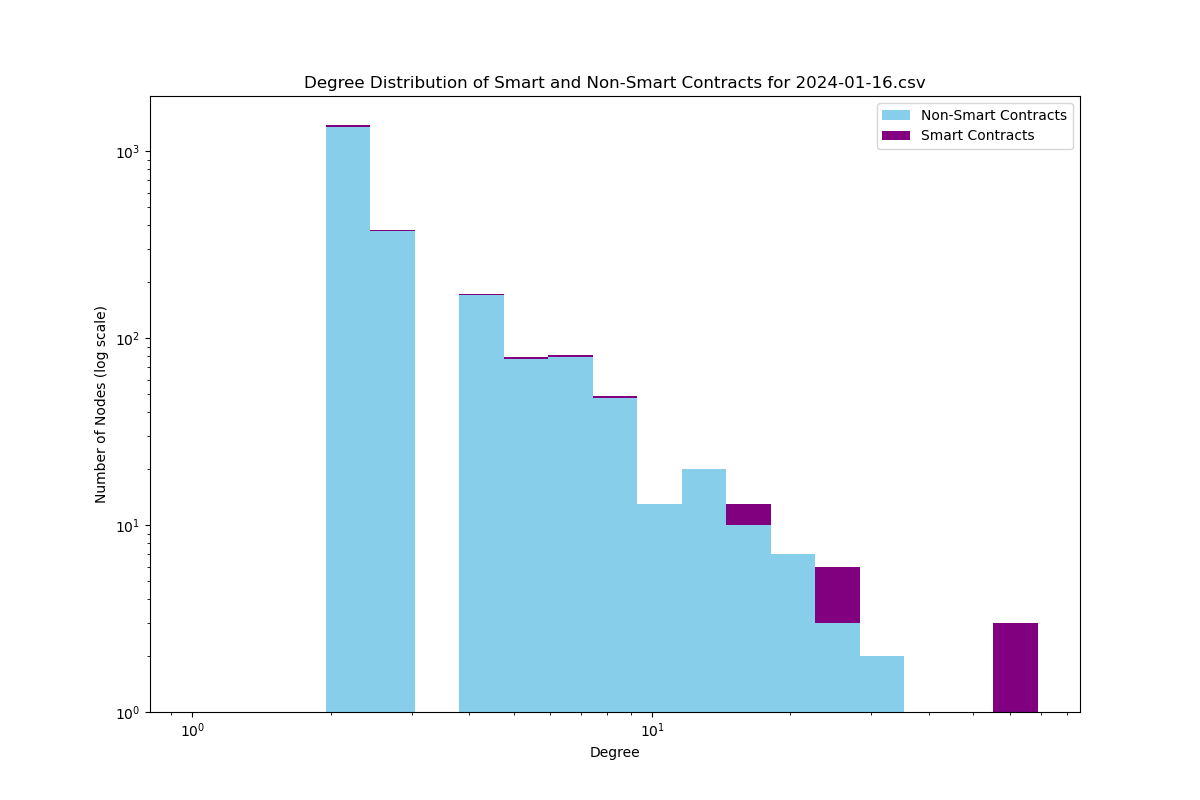 Degree Distribution of Smart and Non-Smart Contracts for 2024-01-16.csv
Non-Smart Contracts
Smart Contracts
Number of Nodes (log scale)
10³
10²
10¹
10⁰
10⁰ 10¹
Degree